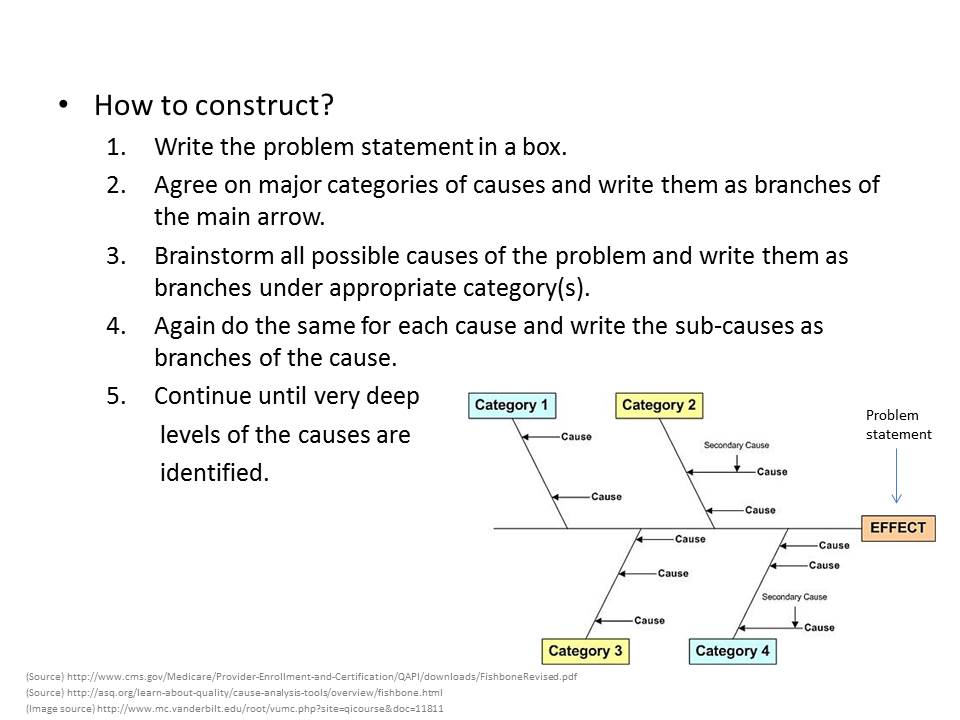 • How to construct?
1. Write the problem statement in a box.
2. Agree on major categories of causes and write them as branches of
the main arrow.
3. Brainstorm all possible causes of the problem and write them as
branches under appropriate category(s).
4. Again do the same for each cause and write the sub-causes as
branches of the cause.
5. Continue until very deep
levels of the causes are
identified.
Category 1
Category 2
Problem
statement
Cause
Secondary Cause
Cause
Cause
Cause
EFFECT
Cause
Cause
Cause
Cause
Secondary Cause
Cause
Cause
Category 3
Category 4
(Source) http://www.cms.gov/Medicare/Provider-Enrollment-and-Certification/QAPI/downloads/FishboneRevised.pdf
(Source) http://asq.org/learn-about-quality/cause-analysis-tools/overview/fishbone.html
(Image source) http://www.mc.vanderbilt.edu/root/vumc.php?site=qicourse&doc=11811